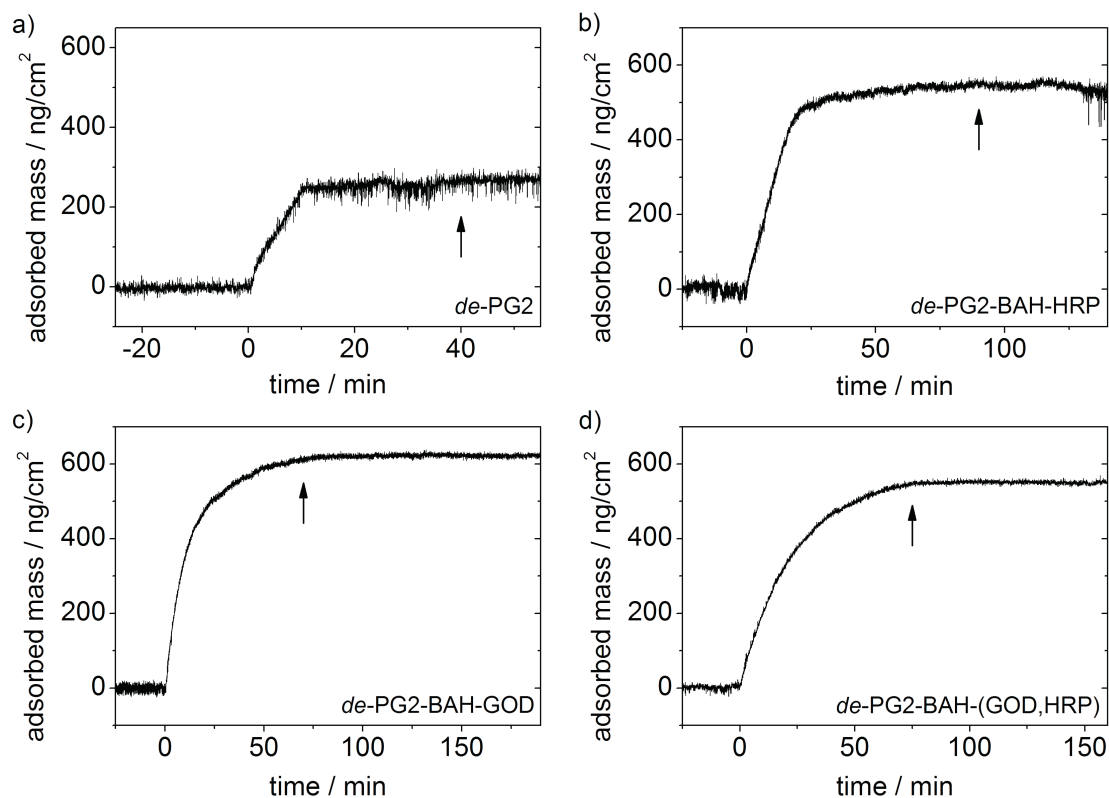 a)
adsorbed mass / ng/cm²
600
400
200
0
-20
0
20
40
time / min
de-PG2
b)
adsorbed mass / ng/cm²
600
400
200
0
0
50
100
time / min
de-PG2-BAH-HRP
c)
adsorbed mass / ng/cm²
600
400
200
0
0
50
100
150
time / min
de-PG2-BAH-GOD
d)
adsorbed mass / ng/cm²
600
400
200
0
0
50
100
150
time / min
de-PG2-BAH-(GOD,HRP)